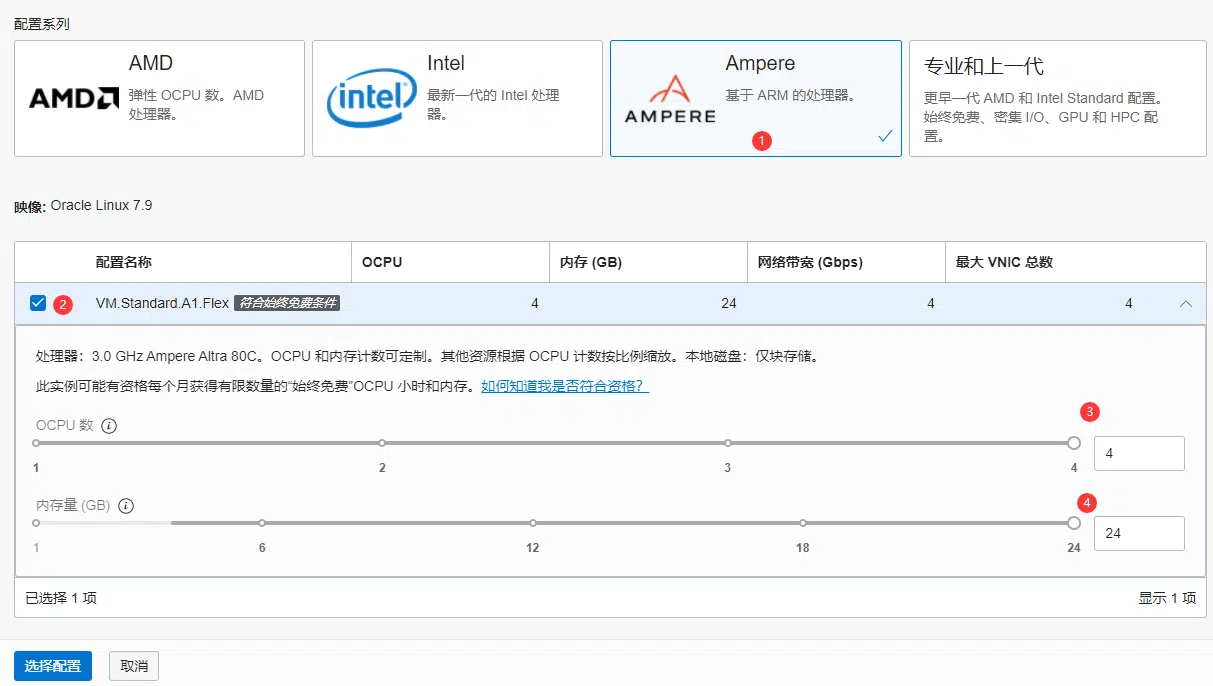 配置系列
AMD
AMD
弹性 OCPU 数。AMD
处理器。
intel
Intel
最新一代的 Intel 处理
器。
AMPERE
Ampere
基于 ARM 的处理器。
1
专业和上一代
更早一代 AMD 和 Intel Standard 配置。
始终免费、密集 I/O、GPU 和 HPC 配
置。
映像: Oracle Linux 7.9
配置名称 OCPU 内存 (GB) 网络带宽 (Gbps) 最大 VNIC 总数
2 VM.Standard.A1.Flex 符合始终免费条件 4 24 4 4
处理器：3.0 GHz Ampere Altra 80C。OCPU 和内存计数可定制。其他资源根据 OCPU 计数按比例缩放。本地磁盘：仅块存储。
此实例可能有资格每个月获得有限数量的“始终免费”OCPU 小时和内存。如何知道我是否符合资格？
OCPU 数 i
3
4
1 2 3 4
内存量 (GB) i
4
24
1 6 12 18 24
已选择 1 项 显示 1 项
选择配置 取消